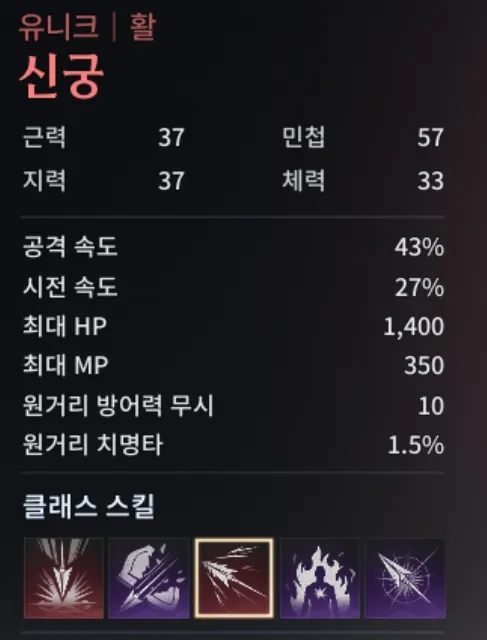 유니크 | 활
신궁
근력 37 민첩 57
지력 37 체력 33
공격 속도 43%
시전 속도 27%
최대 HP 1,400
최대 MP 350
원거리 방어력 무시 10
원거리 치명타 1.5%
클래스 스킬